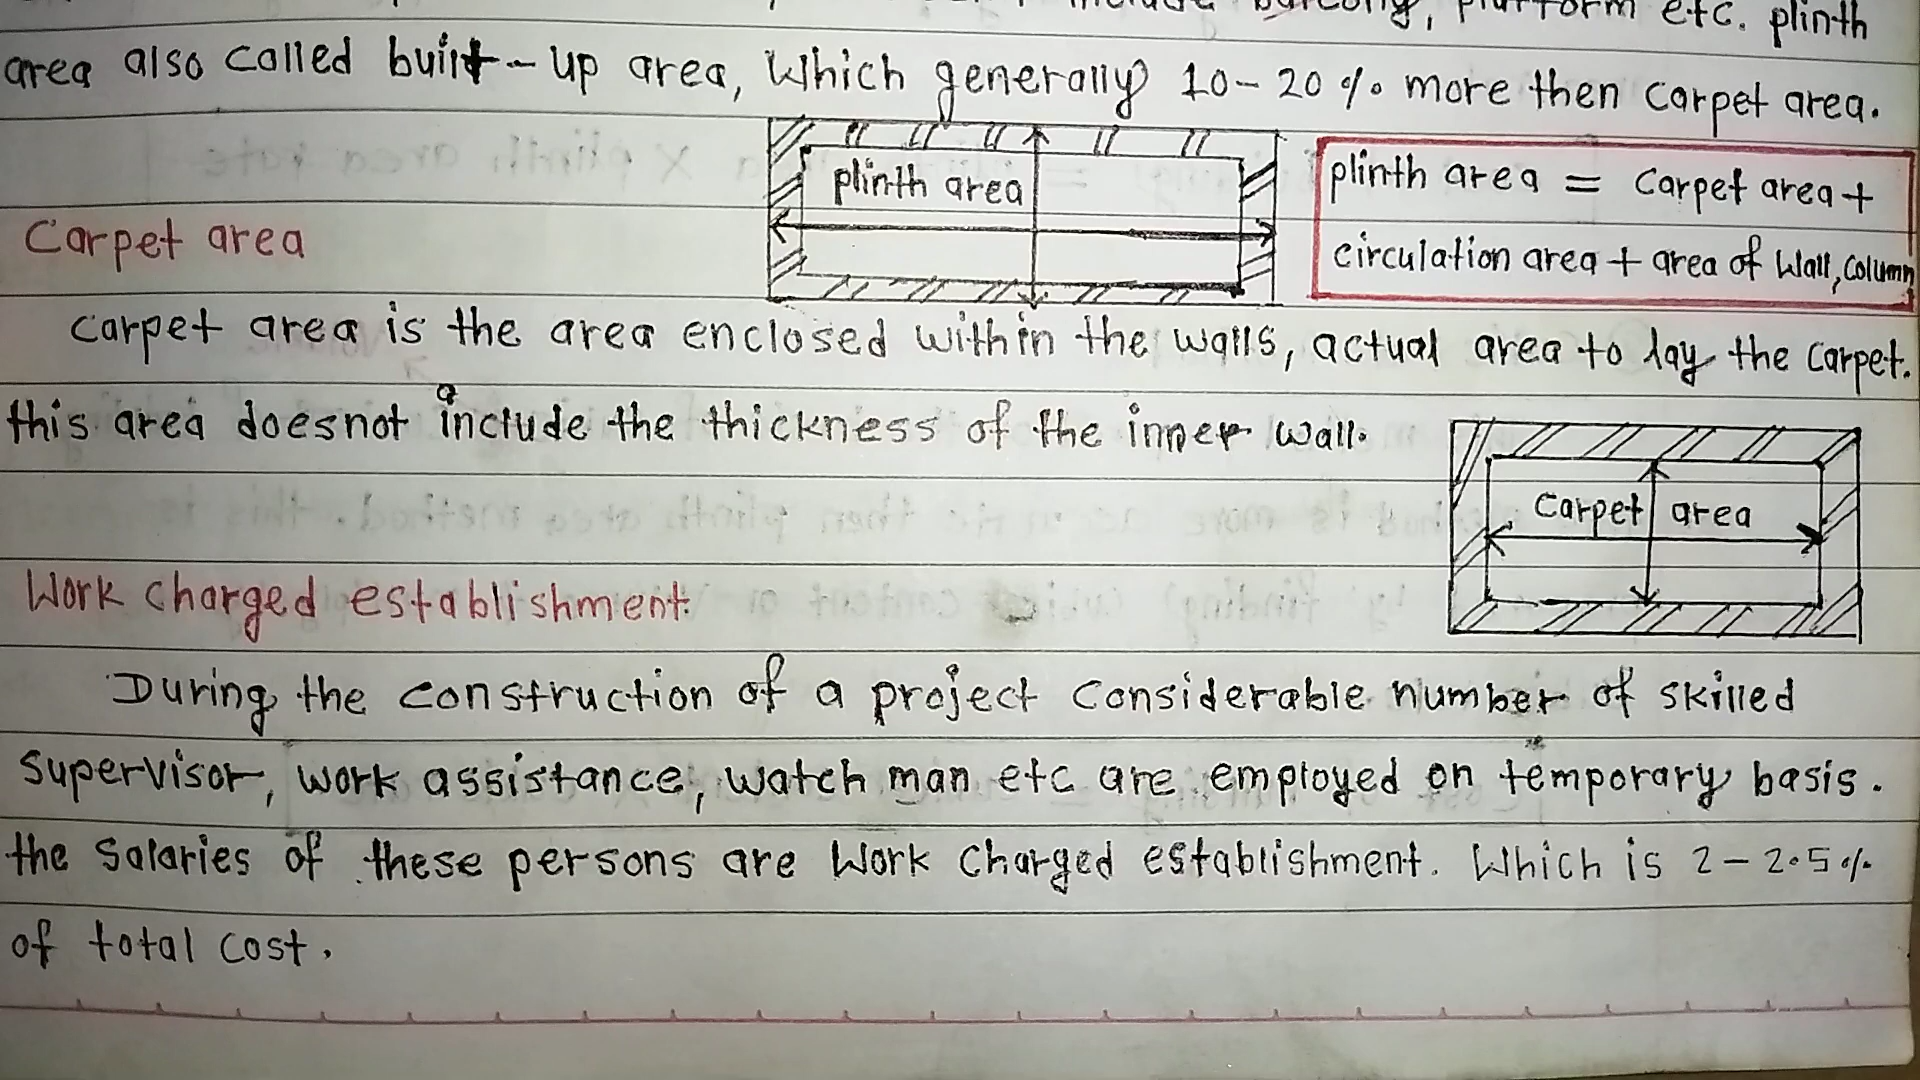 etc. plinth
area also called built-up area, which generally 10-20% more then carpet area.
plinth area
plinth area = carpet area +
circulation area + area of wall, column
Carpet area
carpet area is the area enclosed within the walls, actual area to lay the carpet.
this area doesnot include the thickness of the inner wall.
Carpet area
Work charged establishment
During the construction of a project considerable number of skilled
supervisor, work assistance, watch man etc are employed on temporary basis.
the salaries of these persons are work charged establishment. Which is 2-2.5%
of total cost.